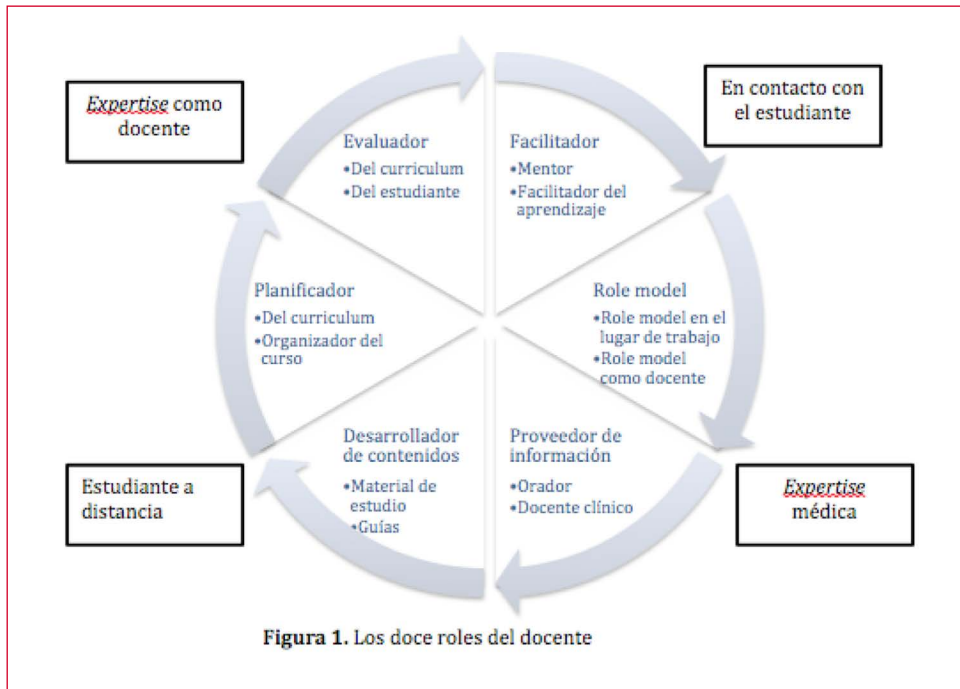 Expertise como
docente
En contacto con
el estudiante
Evaluador
•Del curriculum
•Del estudiante
Facilitador
•Mentor
•Facilitador del
aprendizaje
Planificador
•Del curriculum
•Organizador del
curso
Role model
•Role model en el
lugar de trabajo
•Role model
como docente
Desarrollador
de contenidos
•Material de
estudio
•Guías
Proveedor de
información
•Orador
•Docente clínico
Estudiante a
distancia
Expertise
médica
Figura 1. Los doce roles del docente